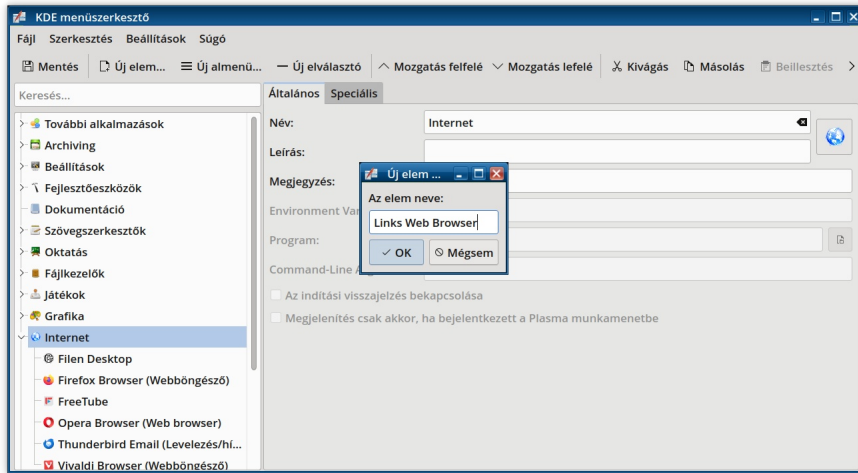 KDE menüszerkesztő
Fájl Szerkesztés Beállítások Súgó
Mentés Új elem... Új almenü... Új elválasztó Mozgatás felfelé Mozgatás lefelé Kivágás Másolás Beillesztés
Keresés...
További alkalmazások
Archiving
Beállítások
Fejlesztőeszközök
Dokumentáció
Szövegszerkesztők
Oktatás
Fájlkezelők
Játékok
Grafika
Internet
Filen Desktop
Firefox Browser (Webböngésző)
FreeTube
Opera Browser (Web browser)
Thunderbird Email (Levelezés/hí...
Vivaldi Browser (Webböngésző)
Általános Speciális
Név: Internet
Leírás:
Megjegyzés:
Environment Va
Program:
Command-Line
Az indítási visszajelzés bekapcsolása
Megjelenítés csak akkor, ha bejelentkezett a Plasma munkamenetbe
Új elem ...
Az elem neve:
Links Web Browser
OK Mégsem